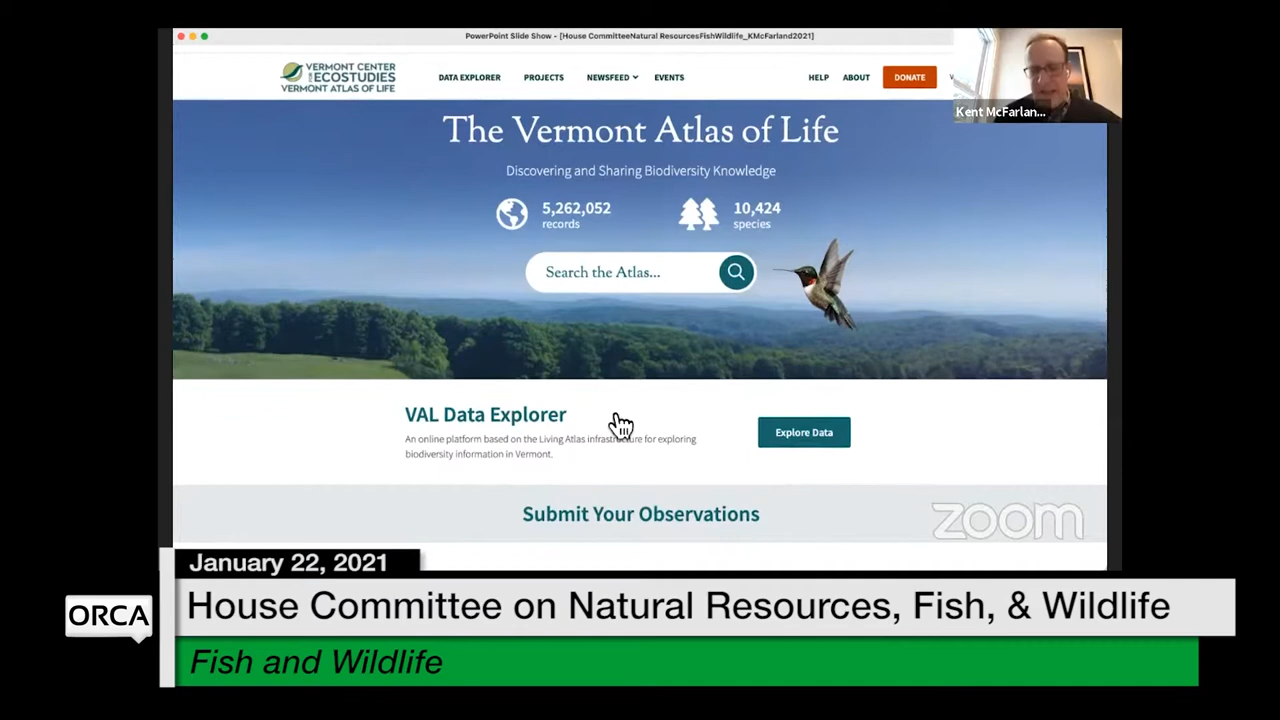 PowerPoint Slide Show - [House CommitteeNatural ResourcesFishWildlife_KMcFarland2021]
VERMONT CENTER
FOR ECOSTUDIES
VERMONT ATLAS OF LIFE
DATA EXPLORER
PROJECTS
NEWSFEED
EVENTS
HELP
ABOUT
DONATE
Kent McFarlan...
The Vermont Atlas of Life
Discovering and Sharing Biodiversity Knowledge
5,262,052
records
10,424
species
Search the Atlas...
VAL Data Explorer
An online platform based on the Living Atlas infrastructure for exploring
biodiversity information in Vermont.
Explore Data
Submit Your Observations
zoom
January 22, 2021
ORCA
House Committee on Natural Resources, Fish, & Wildlife
Fish and Wildlife